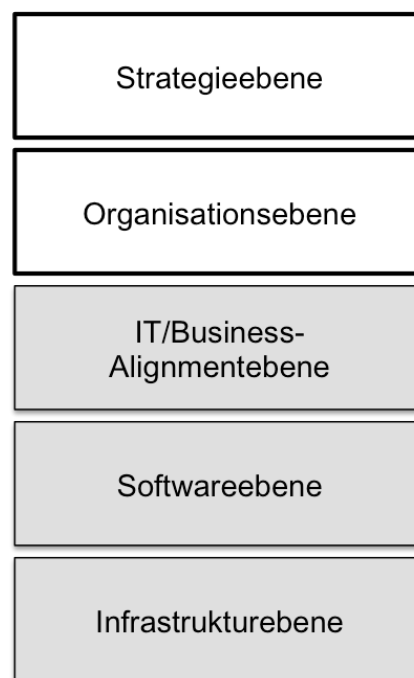 Strategieebene
Organisationsebene
IT/Business-
Alignmentebene
Softwareebene
Infrastrukturebene